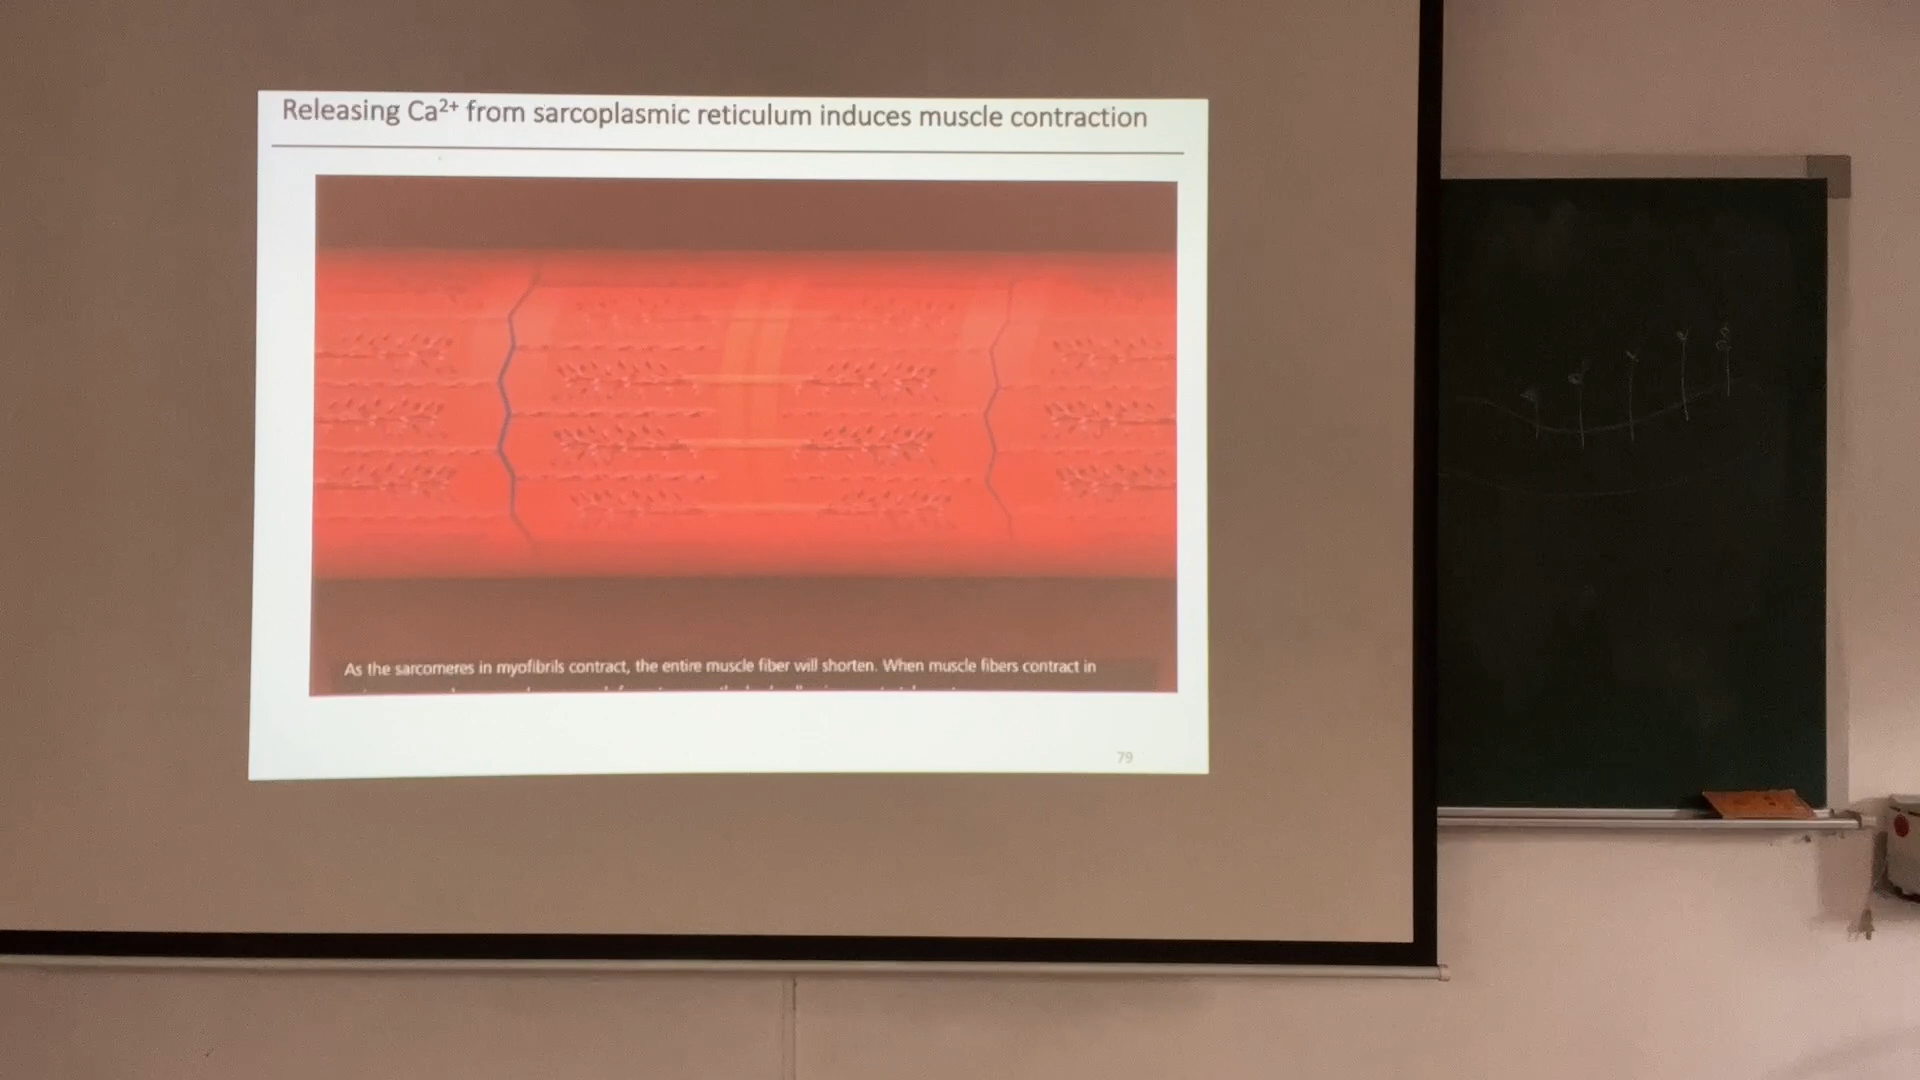 Releasing Ca²⁺ from sarcoplasmic reticulum induces muscle contraction
As the sarcomeres in myofibrils contract, the entire muscle fiber will shorten. When muscle fibers contract in
79